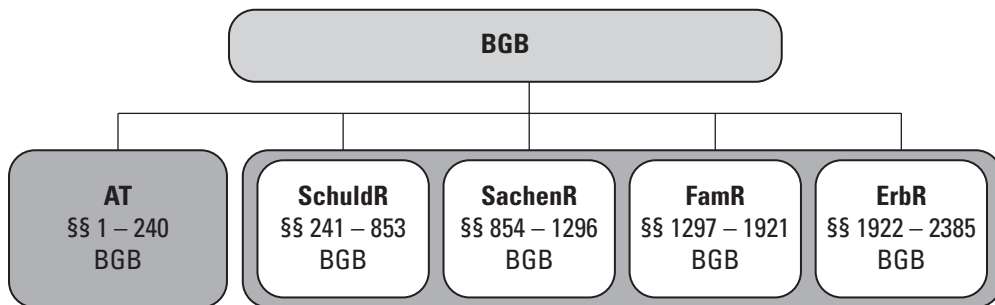 BGB
AT
§§ 1 – 240
BGB
SchuldR
§§ 241 – 853
BGB
SachenR
§§ 854 – 1296
BGB
FamR
§§ 1297 – 1921
BGB
ErbR
§§ 1922 – 2385
BGB